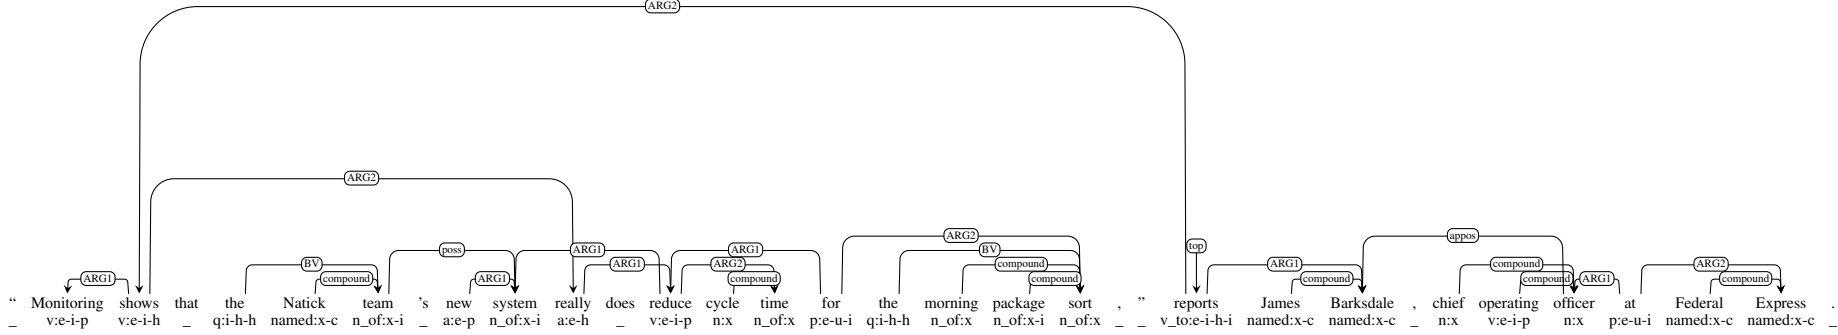 ARG2
ARG2
ARG2
top
appos
poss ARG1 ARG1 BV
BV ARG1 ARG2 compound ARG1 compound ARG2
ARG1 compound ARG1 compound compound compound compound ARG1 compound
“ Monitoring shows that the Natick team 's new system really does reduce cycle time for the morning package sort , ” reports James Barksdale , chief operating officer at Federal Express .
_ v:e-i-p v:e-i-h _ q:i-h-h named:x-c n_of:x-i _ a:e-p n_of:x-i a:e-h _ v:e-i-p n:x n_of:x p:e-u-i q:i-h-h n_of:x n_of:x-i n_of:x _ _ v_to:e-i-h-i named:x-c named:x-c _ n:x v:e-i-p n:x p:e-u-i named:x-c named:x-c _